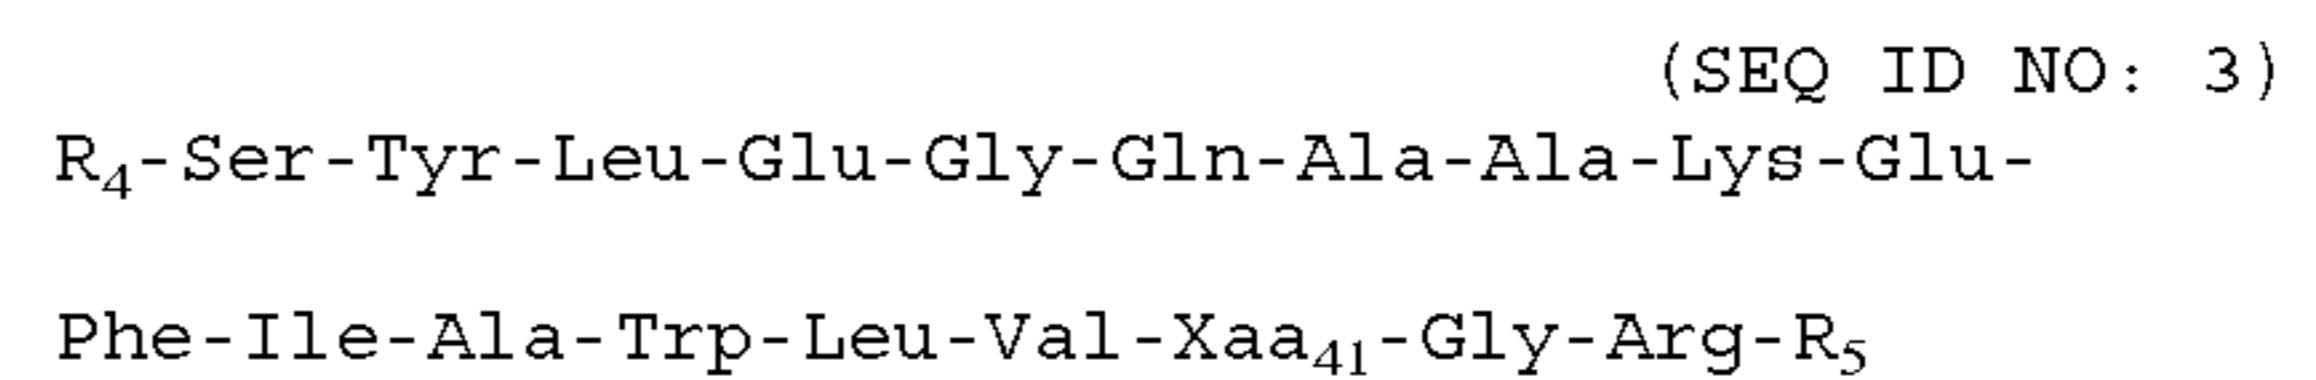 (SEQ ID NO: 3)
R₄-Ser-Tyr-Leu-Glu-Gly-Gln-Ala-Ala-Lys-Glu-
Phe-Ile-Ala-Trp-Leu-Val-Xaa₄₁-Gly-Arg-R₅